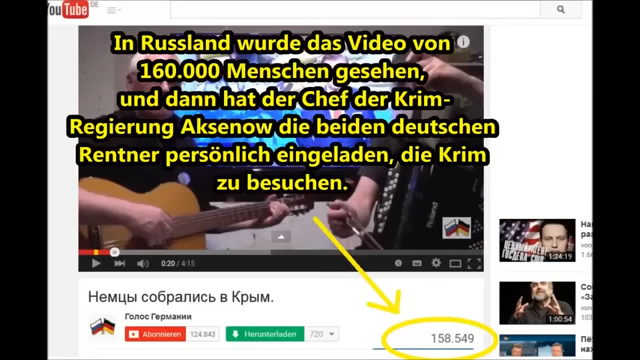 YouTube DE
In Russland wurde das Video von
160.000 Menschen gesehen,
und dann hat der Chef der Krim-
Regierung Aksenow die beiden deutschen
Rentner persönlich eingeladen, die Krim
zu besuchen.
Roland
0:20 / 4:15
Немцы собрались в Крым.
Голос Германии
Abonnieren 124.843 Herunterladen 720
158.549
1:24:19
1:00:54